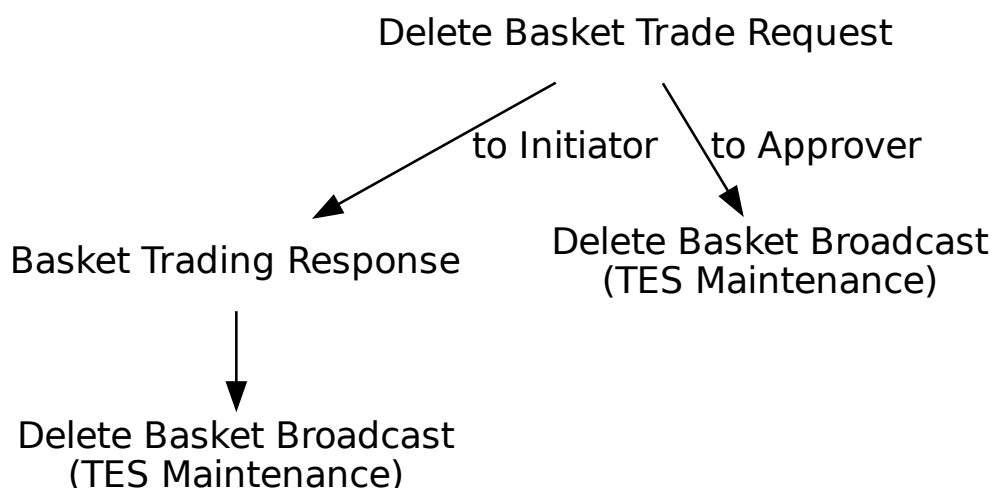 Delete Basket Trade Request
to Initiator
to Approver
Basket Trading Response
Delete Basket Broadcast
(TES Maintenance)
Delete Basket Broadcast
(TES Maintenance)